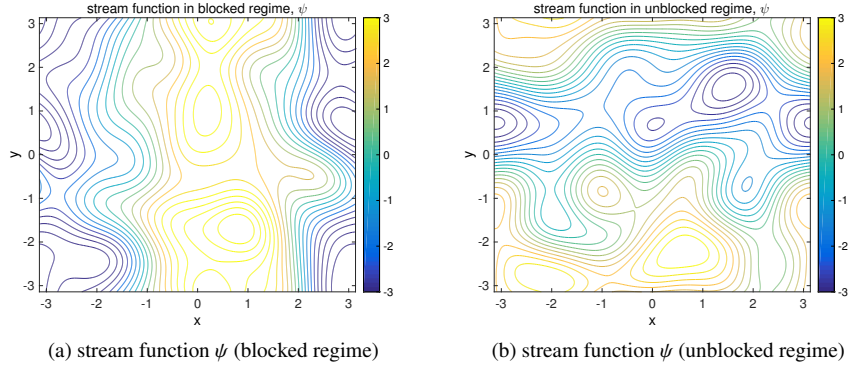 stream function in blocked regime, ψ
3
2
1
0
-1
-2
-3
y
-3 -2 -1 0 1 2 3
x
3
2
1
0
-1
-2
-3
(a) stream function ψ (blocked regime)
stream function in unblocked regime, ψ
3
2
1
0
-1
-2
-3
y
-3 -2 -1 0 1 2 3
x
3
2
1
0
-1
-2
-3
(b) stream function ψ (unblocked regime)